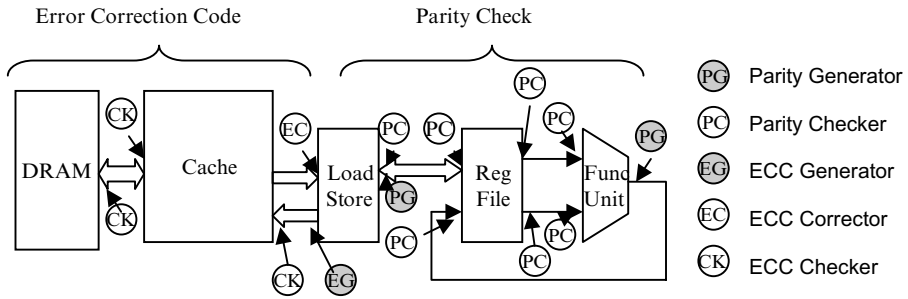 Error Correction Code
Parity Check
DRAM
CK
CK
Cache
EC
CK
EG
Load
Store
PC
PG
PC
PC
Reg
File
PC
PC
PC
PC
Func
Unit
PG
PG Parity Generator
PC Parity Checker
EG ECC Generator
EC ECC Corrector
CK ECC Checker